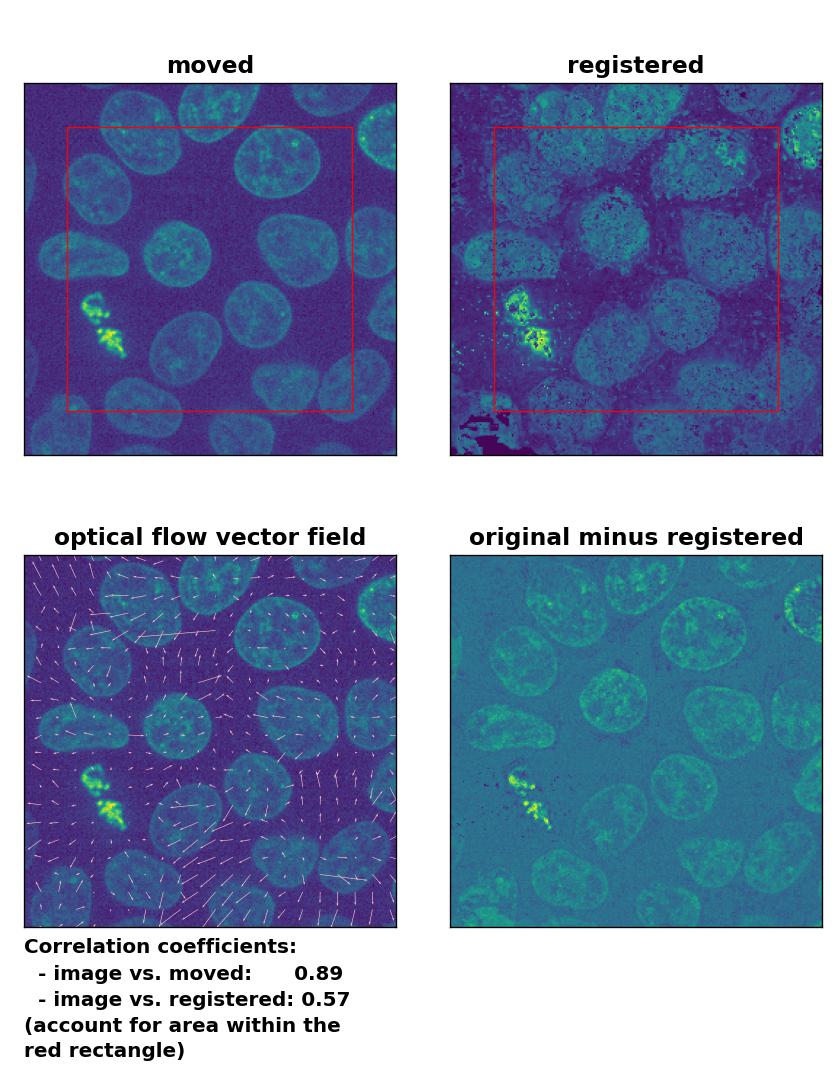 moved
registered
optical flow vector field
original minus registered
Correlation coefficients:
- image vs. moved: 0.89
- image vs. registered: 0.57
(account for area within the
red rectangle)